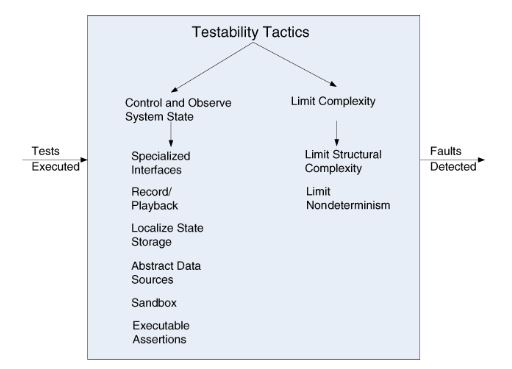 Testability Tactics
Control and Observe
System State
Limit Complexity
Tests
Executed
Specialized
Interfaces
Record/
Playback
Localize State
Storage
Abstract Data
Sources
Sandbox
Executable
Assertions
Limit Structural
Complexity
Limit
Nondeterminism
Faults
Detected